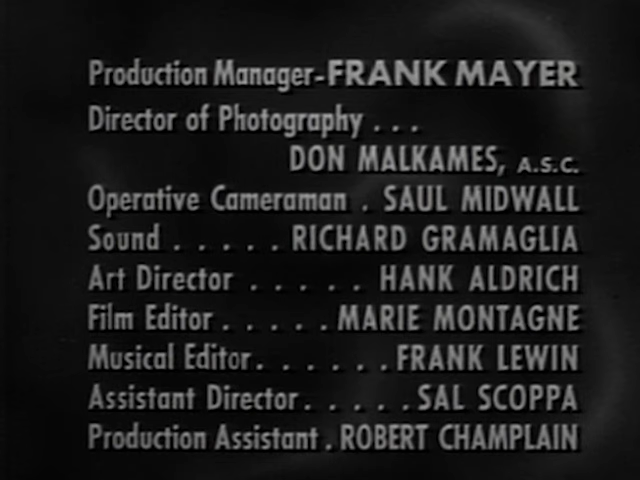 Production Manager-FRANK MAYER
Director of Photography . . .
DON MALKAMES, A.S.C.
Operative Cameraman . SAUL MIDWALL
Sound . . . . . RICHARD GRAMAGLIA
Art Director . . . . . HANK ALDRICH
Film Editor . . . . . MARIE MONTAGNE
Musical Editor. . . . . . FRANK LEWIN
Assistant Director. . . . . SAL SCOPPA
Production Assistant . ROBERT CHAMPLAIN